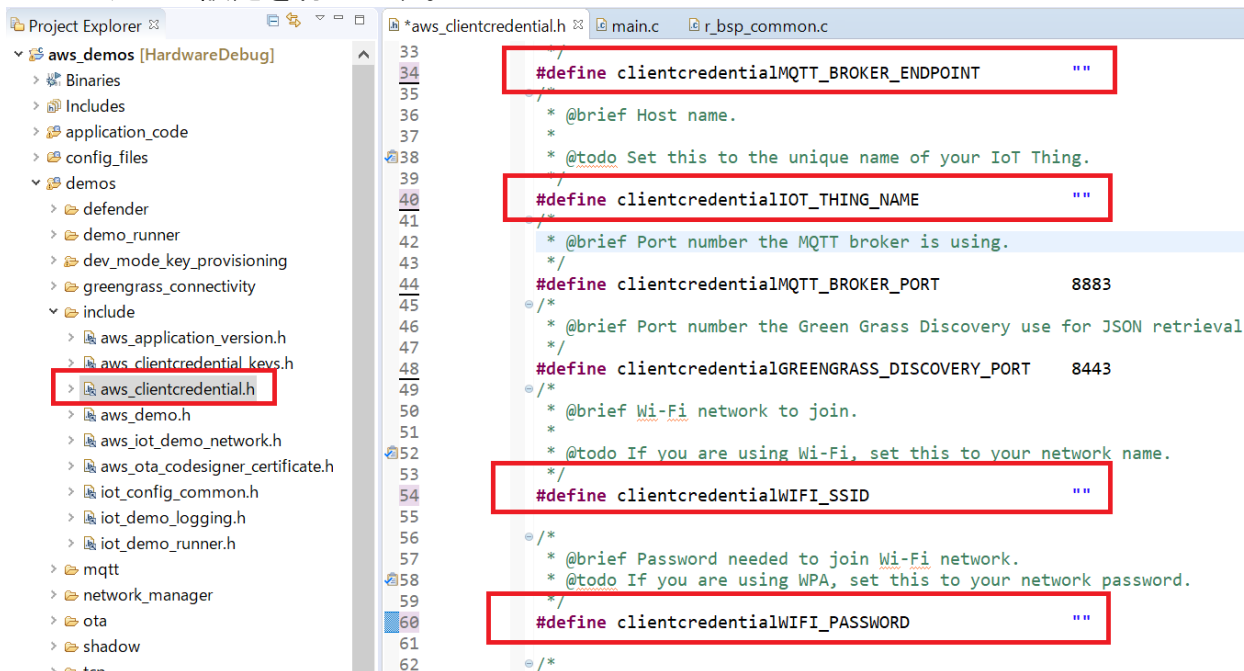 Project Explorer
aws_demos [HardwareDebug]
Binaries
Includes
application_code
config_files
demos
defender
demo_runner
dev_mode_key_provisioning
greengrass_connectivity
include
aws_application_version.h
aws_clientcredential_keys.h
aws_clientcredential.h
aws_demo.h
aws_iot_demo_network.h
aws_ota_codesigner_certificate.h
iot_config_common.h
iot_demo_logging.h
iot_demo_runner.h
mqtt
network_manager
ota
shadow
tcp
*aws_clientcredential.h main.c r_bsp_common.c
33 */
34 #define clientcredentialMQTT_BROKER_ENDPOINT ""
35 /*
36 * @brief Host name.
37 *
38 * @todo Set this to the unique name of your IoT Thing.
39 */
40 #define clientcredentialIOT_THING_NAME ""
41 /*
42 * @brief Port number the MQTT broker is using.
43 */
44 #define clientcredentialMQTT_BROKER_PORT 8883
45 /*
46 * @brief Port number the Green Grass Discovery use for JSON retrieval
47 */
48 #define clientcredentialGREENGRASS_DISCOVERY_PORT 8443
49 /*
50 * @brief Wi-Fi network to join.
51 *
52 * @todo If you are using Wi-Fi, set this to your network name.
53 */
54 #define clientcredentialWIFI_SSID ""
55
56 /*
57 * @brief Password needed to join Wi-Fi network.
58 * @todo If you are using WPA, set this to your network password.
59 */
60 #define clientcredentialWIFI_PASSWORD ""
61
62 /*